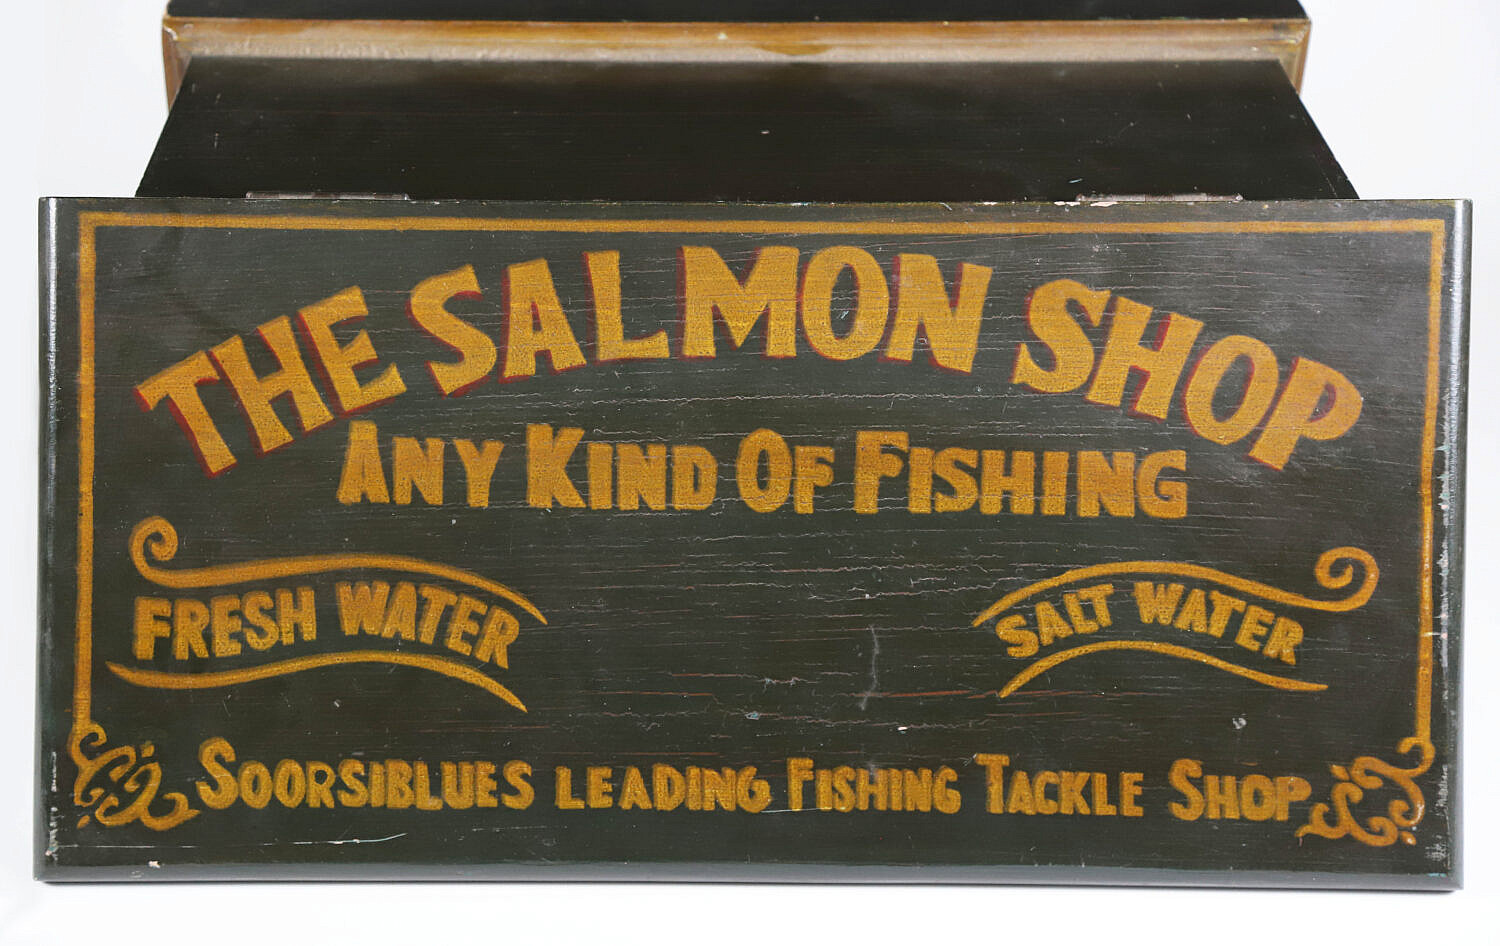 THE SALMON SHOP
ANY KIND OF FISHING
FRESH WATER
SALT WATER
SOORSIBLUES LEADING FISHING TACKLE SHOP